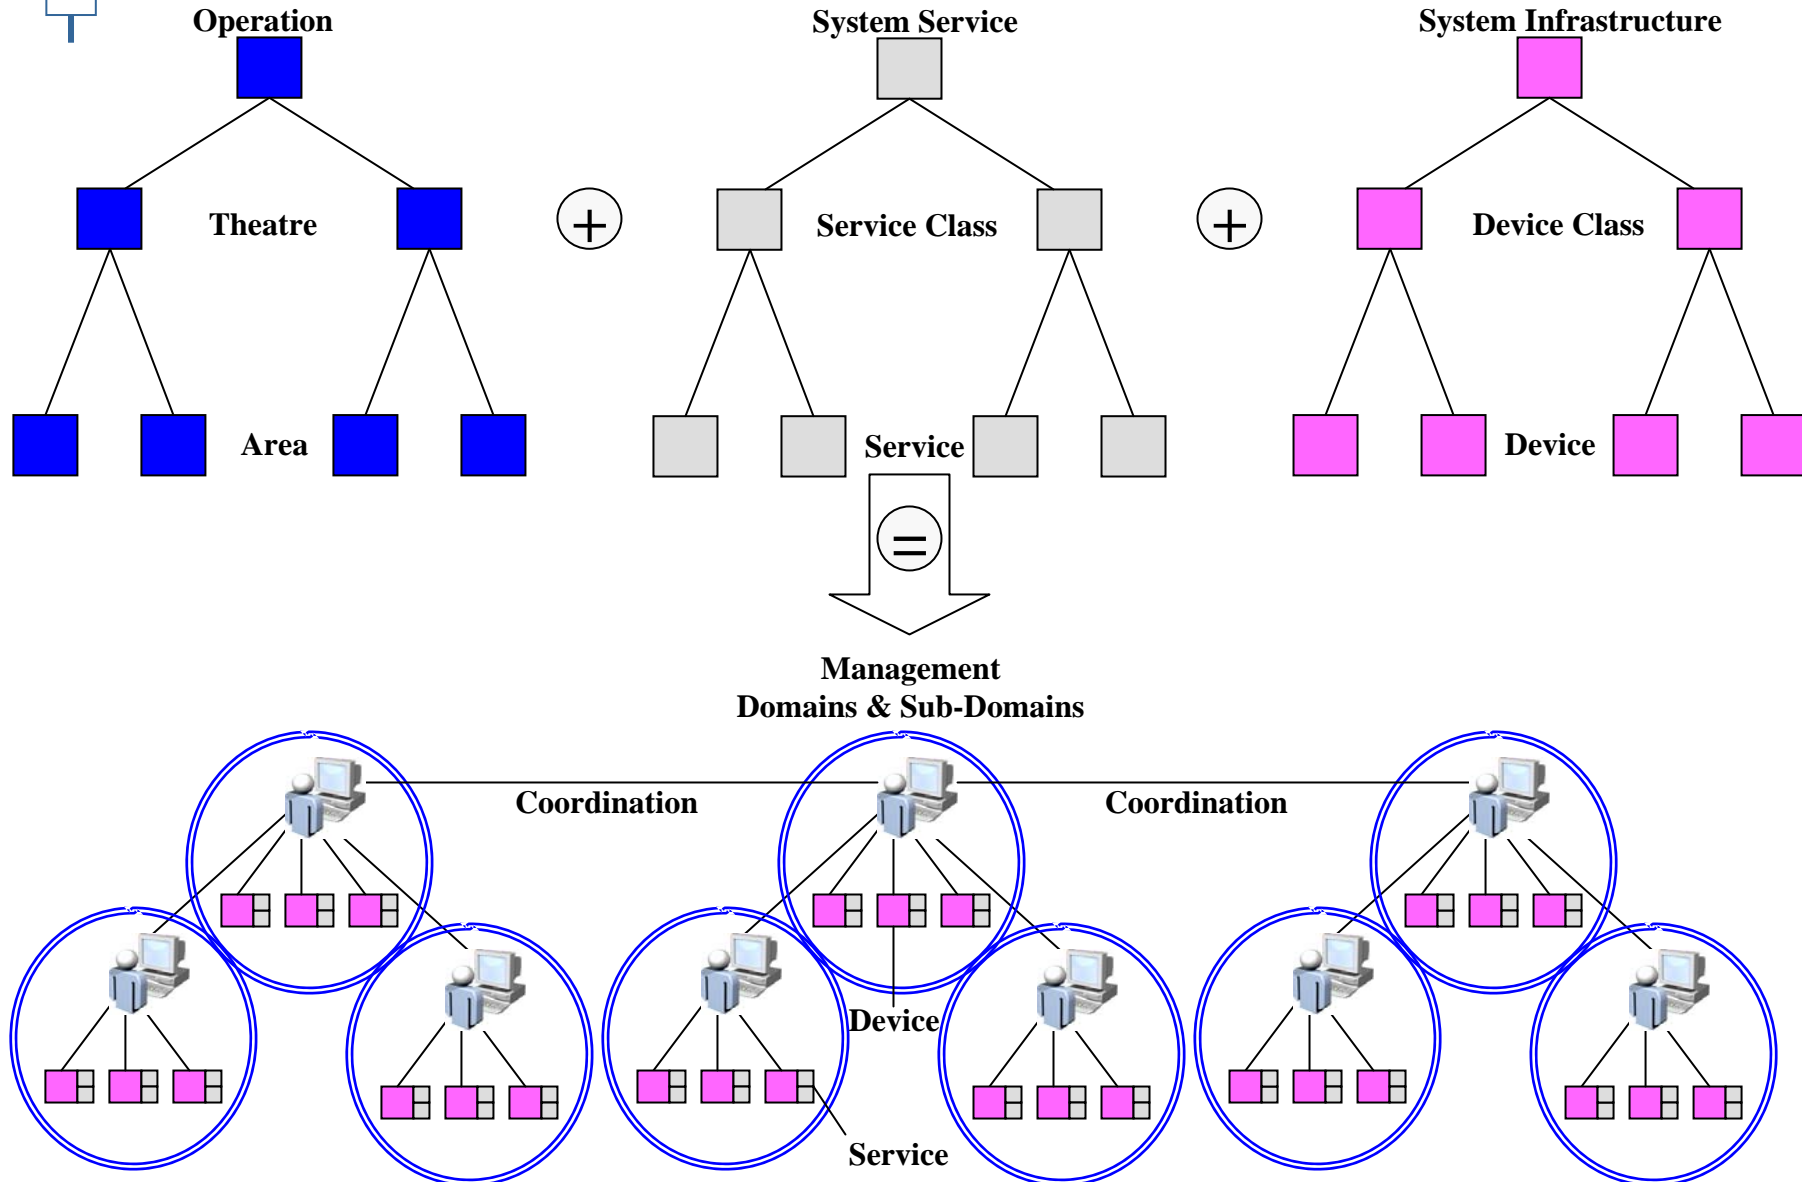 Operation
System Service
System Infrastructure
Theatre
+
Service Class
+
Device Class
Area
Service
Device
=
Management
Domains & Sub-Domains
Coordination
Coordination
Device
Service